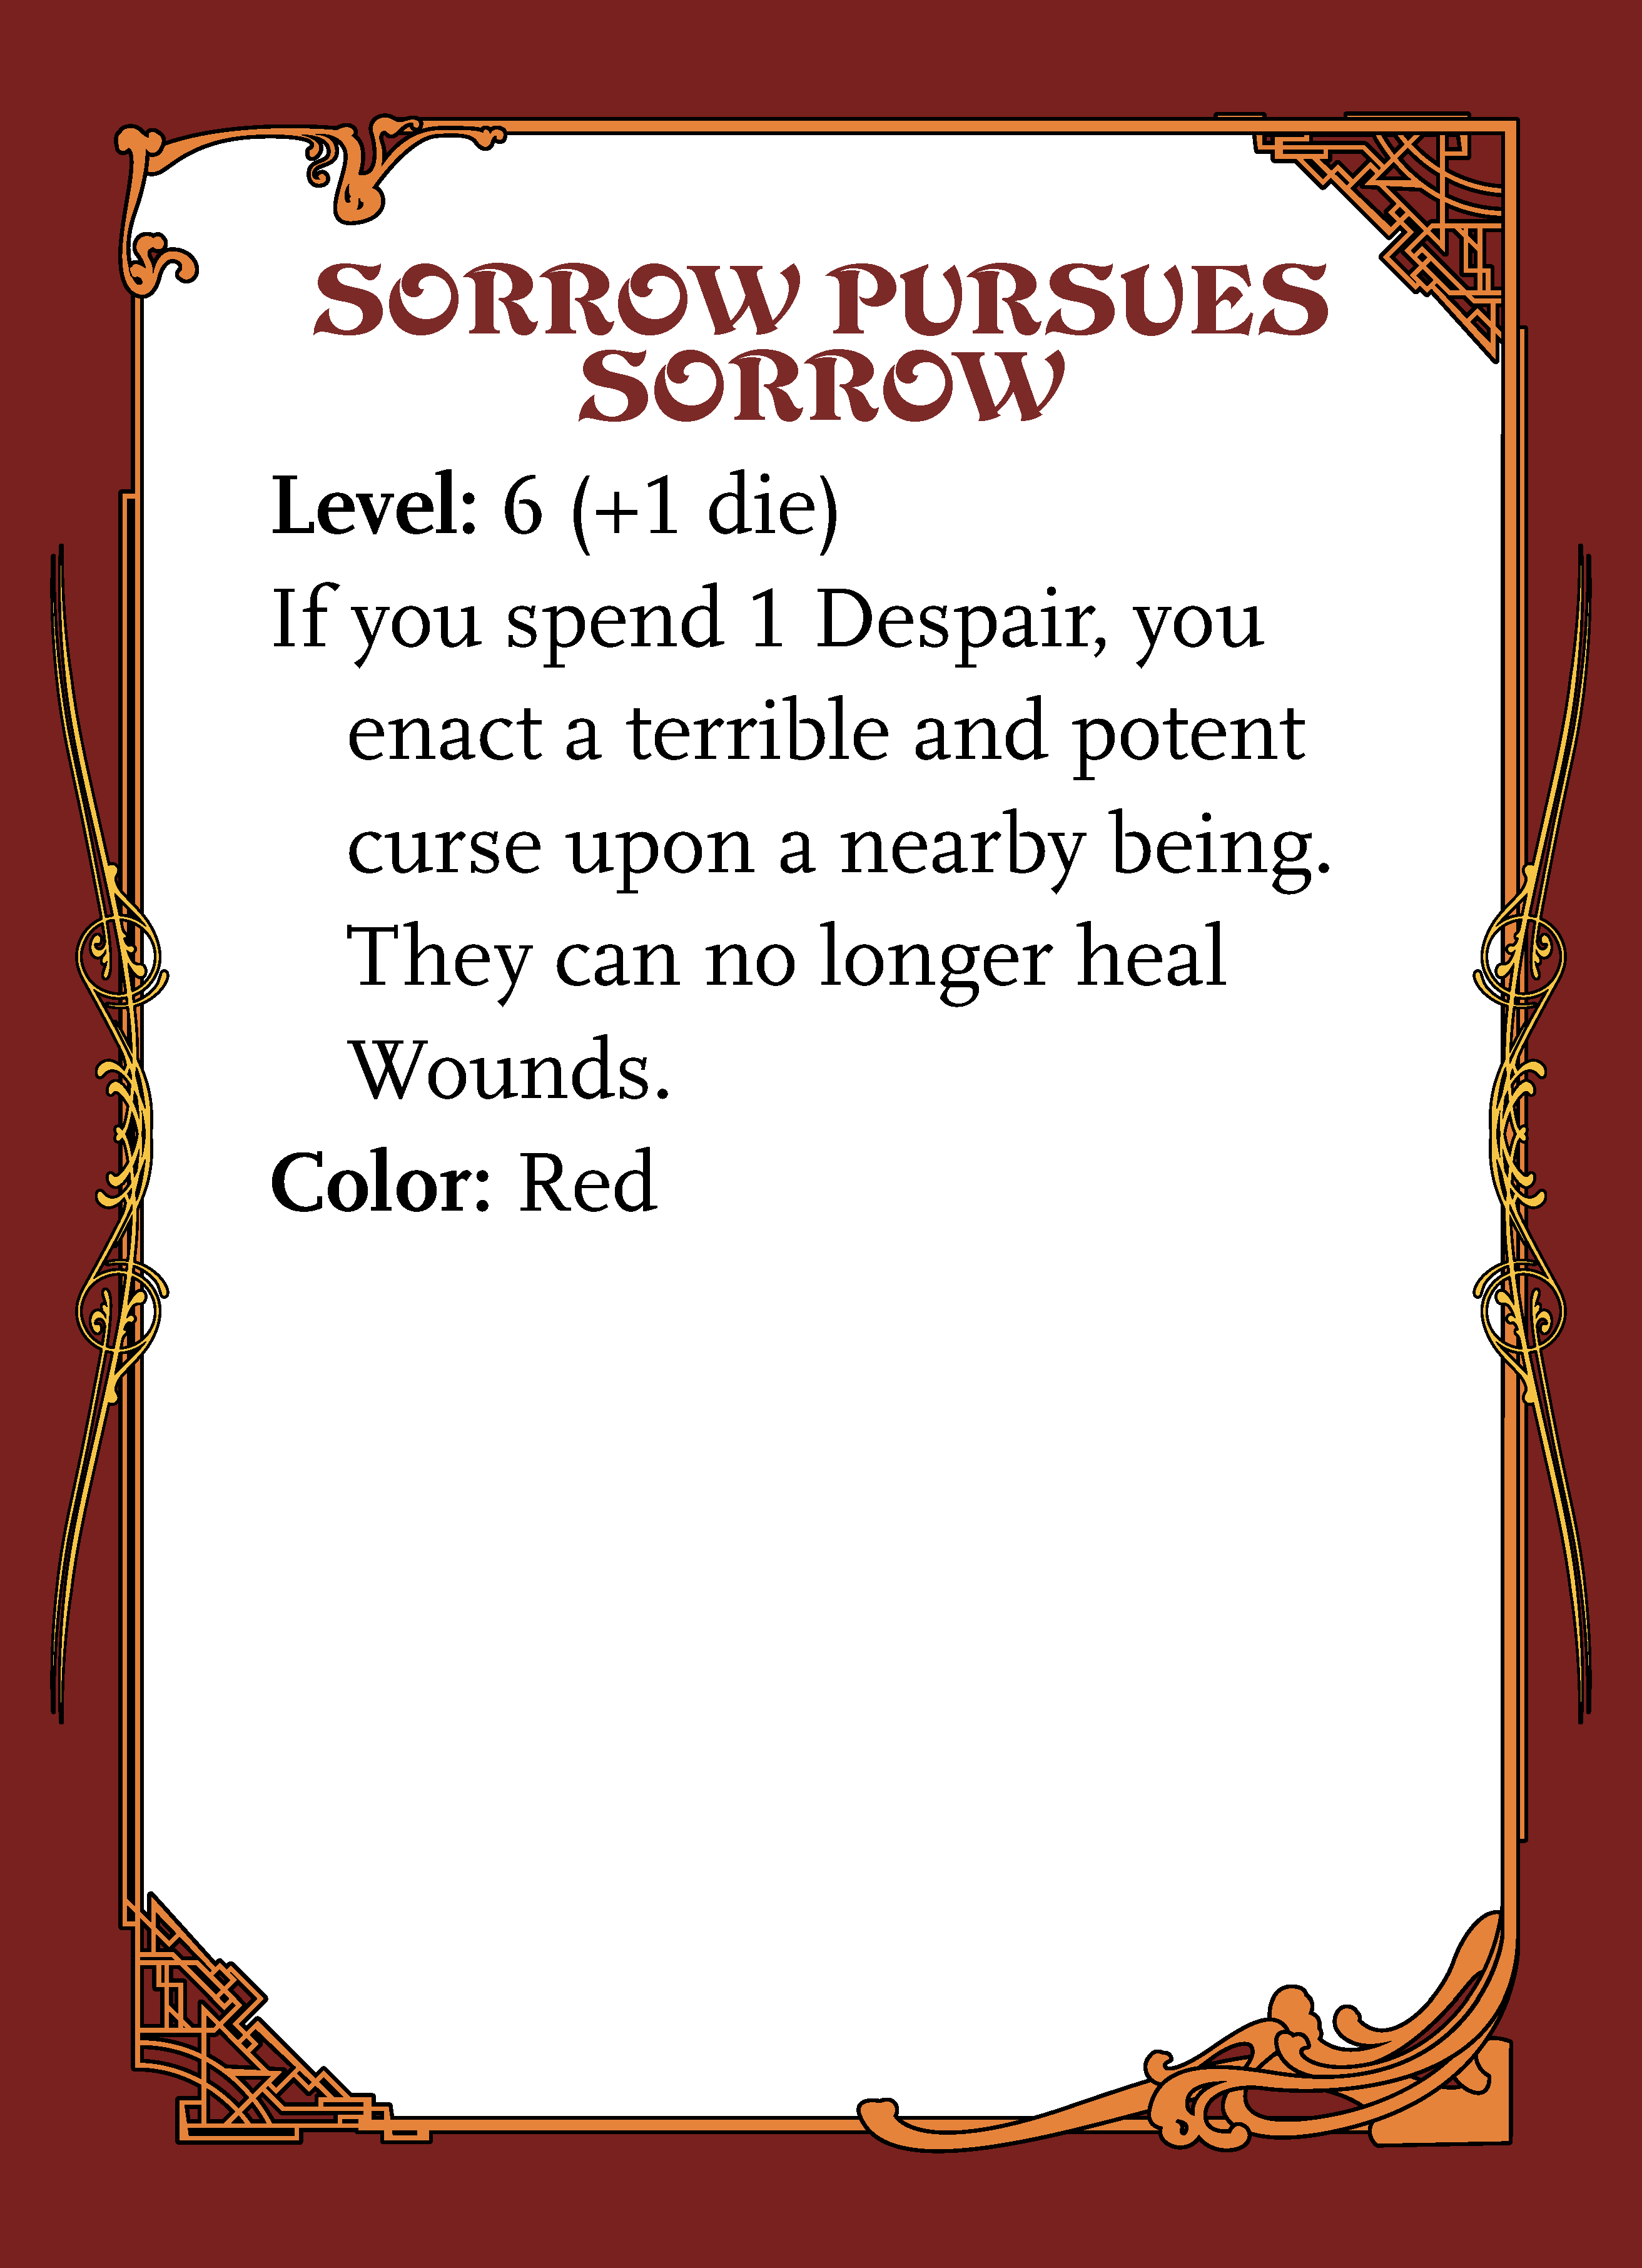 SORROW PURSUES
SORROW
Level: 6 (+1 die)
If you spend 1 Despair, you
enact a terrible and potent
curse upon a nearby being.
They can no longer heal
Wounds.
Color: Red